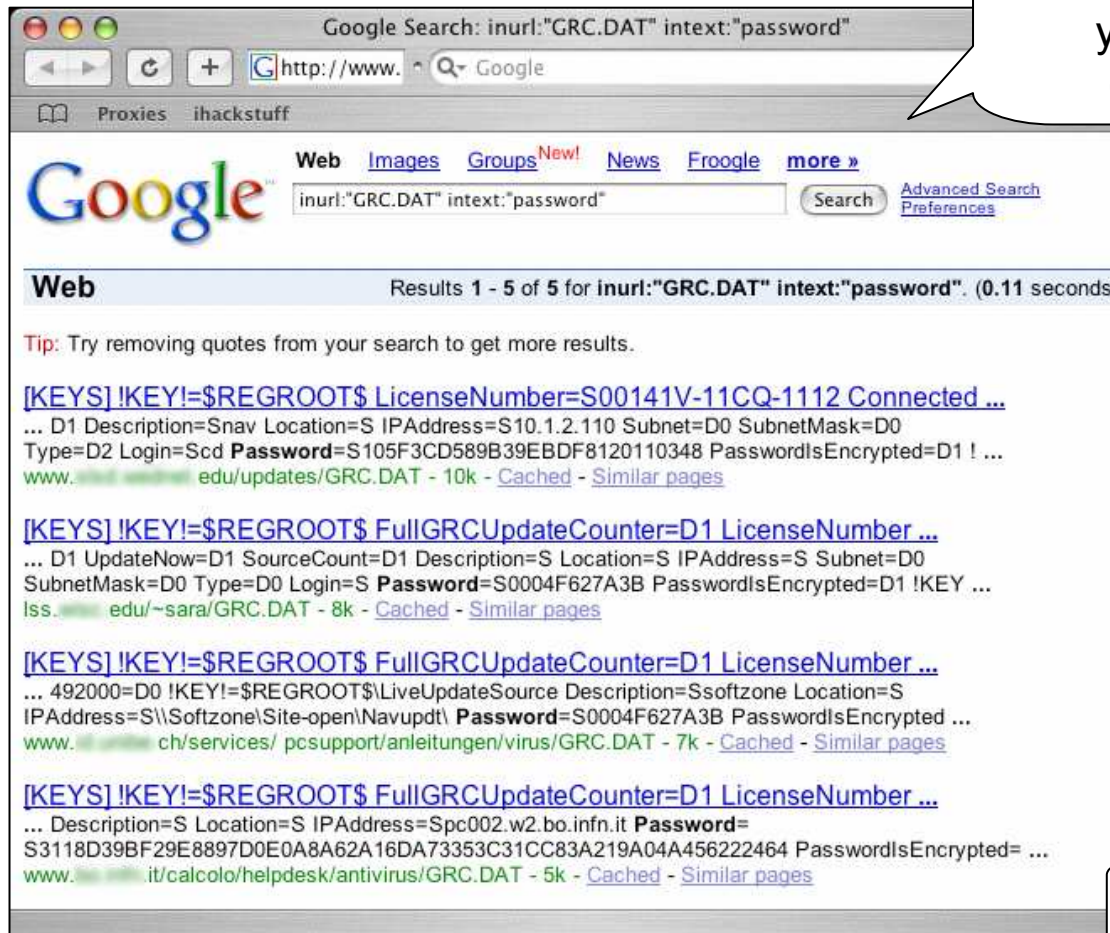 Google Search: inurl:"GRC.DAT" intext:"password"
y
http://www. Google
Proxies ihackstuff
Web Images Groups New! News Froogle more »
Google
inurl:"GRC.DAT" intext:"password" Search Advanced Search
Preferences
Web Results 1 - 5 of 5 for inurl:"GRC.DAT" intext:"password". (0.11 seconds
Tip: Try removing quotes from your search to get more results.
[KEYS] !KEY!=$REGROOT$ LicenseNumber=S00141V-11CQ-1112 Connected ...
... D1 Description=Snav Location=S IPAddress=S10.1.2.110 Subnet=D0 SubnetMask=D0
Type=D2 Login=Scd Password=S105F3CD589B39EBDF8120110348 PasswordIsEncrypted=D1 ! ...
www. edu/updates/GRC.DAT - 10k - Cached - Similar pages
[KEYS] !KEY!=$REGROOT$ FullGRCUpdateCounter=D1 LicenseNumber ...
... D1 UpdateNow=D1 SourceCount=D1 Description=S Location=S IPAddress=S Subnet=D0
SubnetMask=D0 Type=D0 Login=S Password=S0004F627A3B PasswordIsEncrypted=D1 !KEY ...
lss. edu/~sara/GRC.DAT - 8k - Cached - Similar pages
[KEYS] !KEY!=$REGROOT$ FullGRCUpdateCounter=D1 LicenseNumber ...
... 492000=D0 !KEY!=$REGROOT$\LiveUpdateSource Description=Ssoftzone Location=S
IPAddress=S\\Softzone\Site-open\Navupdt\ Password=S0004F627A3B PasswordIsEncrypted ...
www. ch/services/ pcsupport/anleitungen/virus/GRC.DAT - 7k - Cached - Similar pages
[KEYS] !KEY!=$REGROOT$ FullGRCUpdateCounter=D1 LicenseNumber ...
... Description=S Location=S IPAddress=Spc002.w2.bo.infn.it Password=
S3118D39BF29E8897D0E0A8A62A16DA73353C31CC83A219A04A456222464 PasswordIsEncrypted= ...
www. .it/calcolo/helpdesk/antivirus/GRC.DAT - 5k - Cached - Similar pages